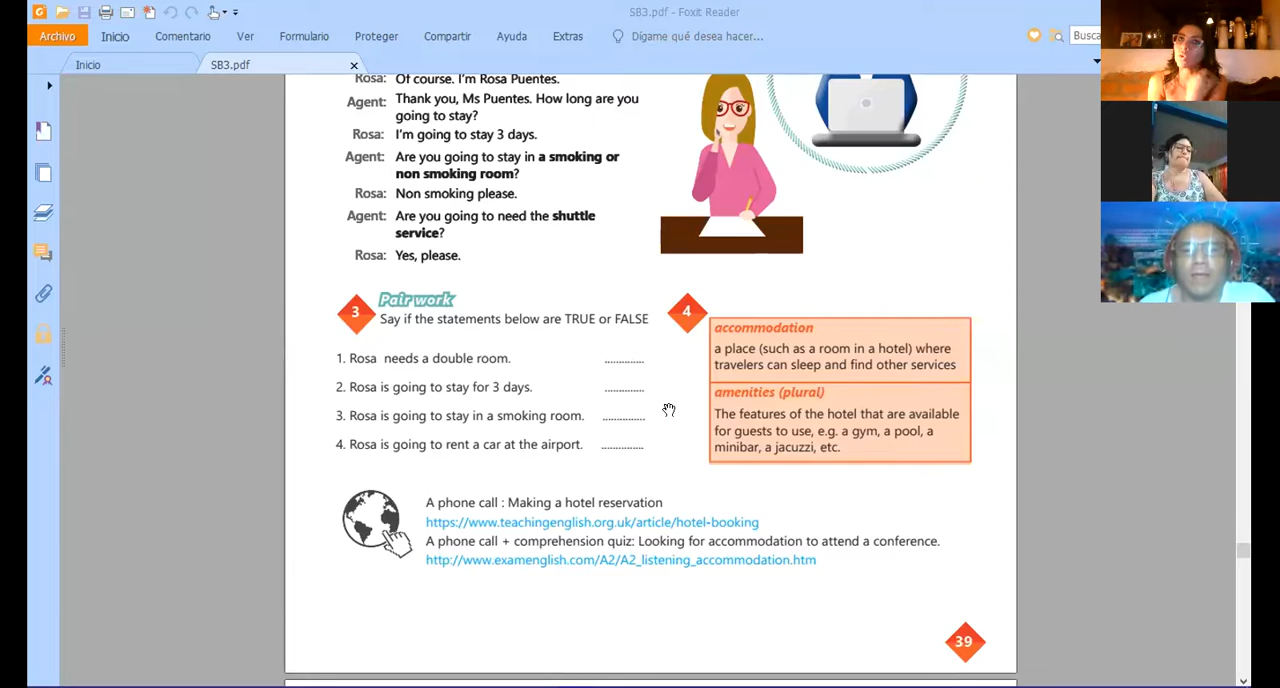 SB3.pdf - Foxit Reader
Archivo Inicio Comentario Ver Formulario Proteger Compartir Ayuda Extras Dígame qué desea hacer...
Inicio SB3.pdf
Rosa: Of course. I'm Rosa Puentes.
Agent: Thank you, Ms Puentes. How long are you
going to stay?
Rosa: I'm going to stay 3 days.
Agent: Are you going to stay in a smoking or
non smoking room?
Rosa: Non smoking please.
Agent: Are you going to need the shuttle
service?
Rosa: Yes, please.
3 Pair work
Say if the statements below are TRUE or FALSE
1. Rosa needs a double room. ..............
2. Rosa is going to stay for 3 days. ..............
3. Rosa is going to stay in a smoking room. ..............
4. Rosa is going to rent a car at the airport. ..............
4
accommodation
a place (such as a room in a hotel) where
travelers can sleep and find other services
amenities (plural)
The features of the hotel that are available
for guests to use, e.g. a gym, a pool, a
minibar, a jacuzzi, etc.
A phone call : Making a hotel reservation
https://www.teachingenglish.org.uk/article/hotel-booking
A phone call + comprehension quiz: Looking for accommodation to attend a conference.
http://www.examenglish.com/A2/A2_listening_accommodation.htm
39